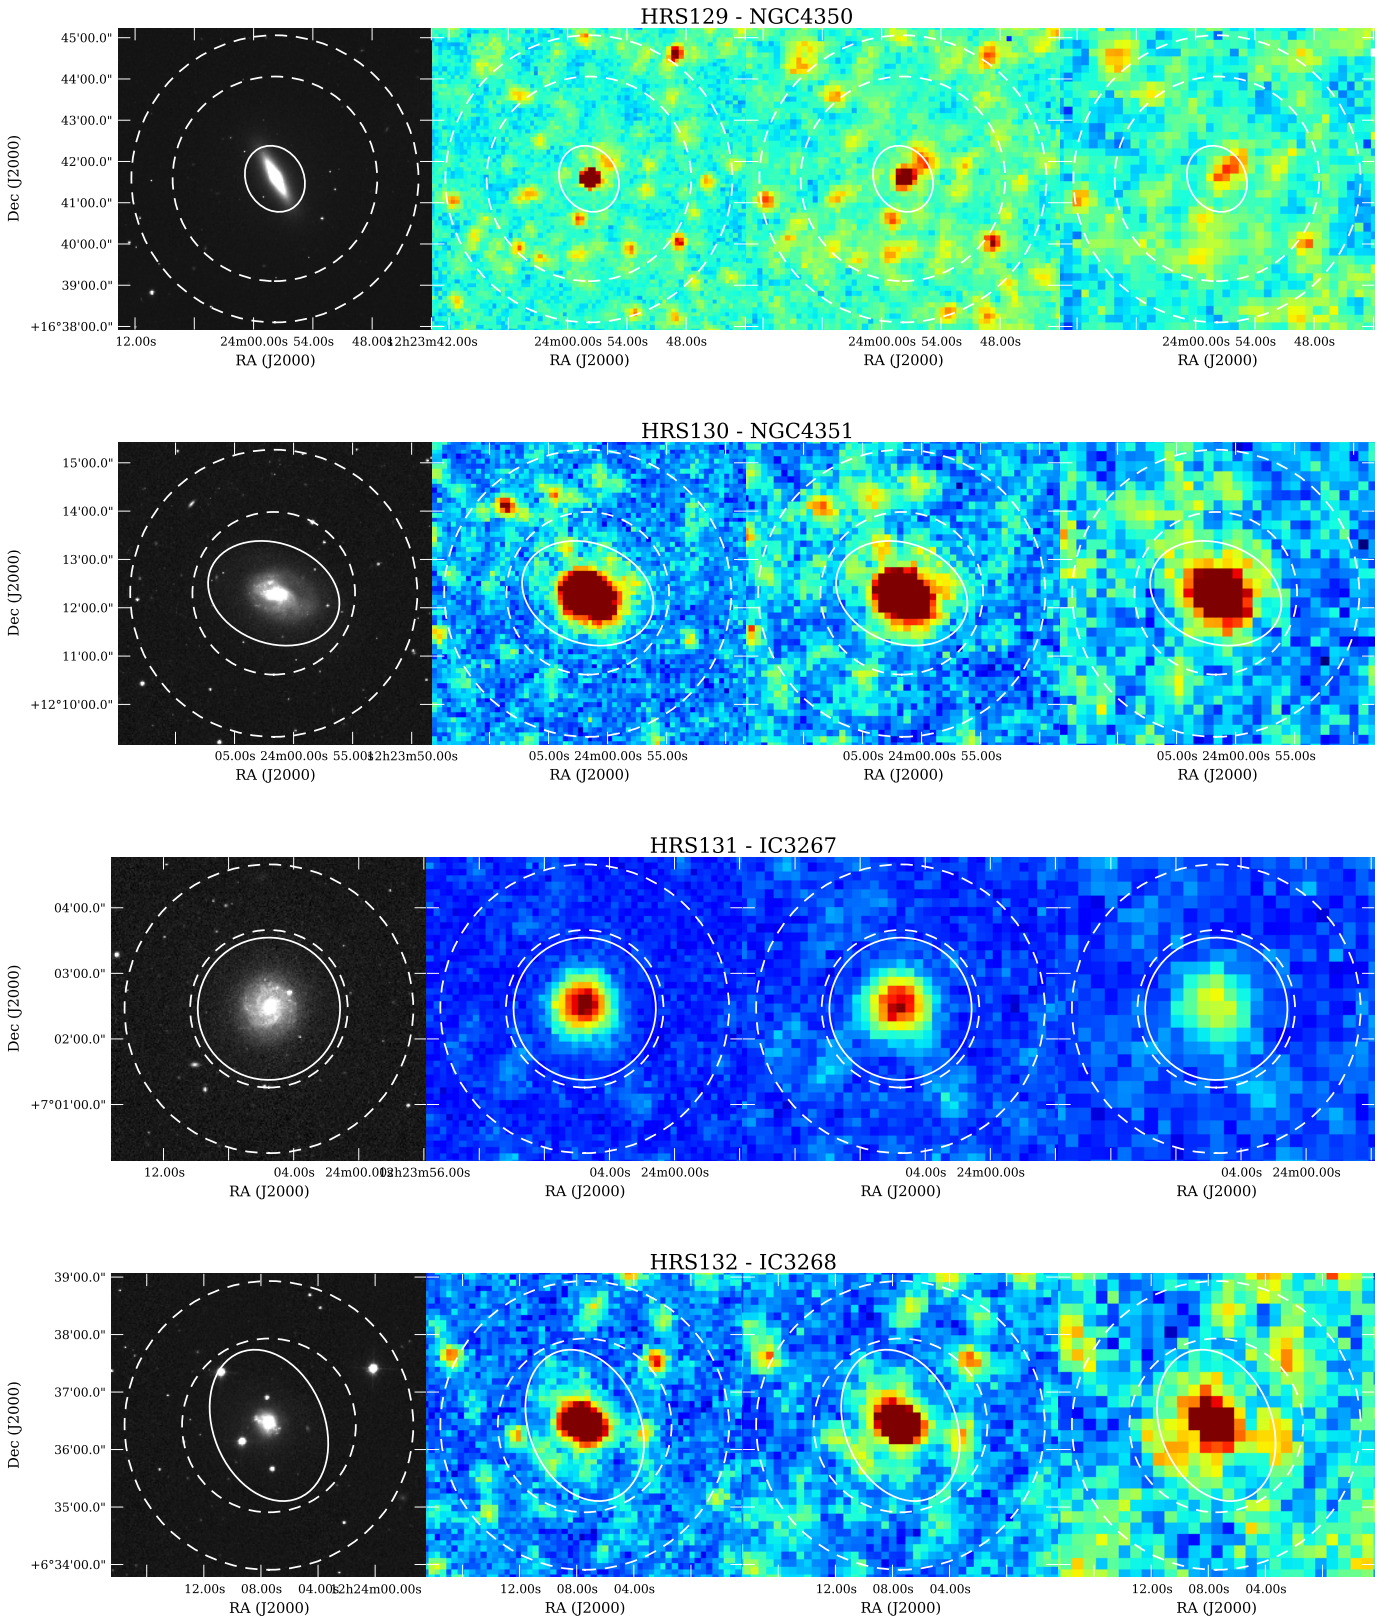 HRS129 - NGC4350
45'00.0"
44'00.0"
43'00.0"
42'00.0"
41'00.0"
40'00.0"
39'00.0"
+16°38'00.0"
Dec (J2000)
12.00s 24m00.00s 54.00s 48.00s 12h23m42.00s 24m00.00s 54.00s 48.00s 24m00.00s 54.00s 48.00s 24m00.00s 54.00s 48.00s
RA (J2000) RA (J2000) RA (J2000) RA (J2000)
HRS130 - NGC4351
15'00.0"
14'00.0"
13'00.0"
12'00.0"
11'00.0"
+12°10'00.0"
Dec (J2000)
05.00s 24m00.00s 55.00s 12h23m50.00s 05.00s 24m00.00s 55.00s 05.00s 24m00.00s 55.00s 05.00s 24m00.00s 55.00s
RA (J2000) RA (J2000) RA (J2000) RA (J2000)
HRS131 - IC3267
04'00.0"
03'00.0"
02'00.0"
+7°01'00.0"
Dec (J2000)
12.00s 04.00s 24m00.00s 12h23m56.00s 04.00s 24m00.00s 04.00s 24m00.00s 04.00s 24m00.00s
RA (J2000) RA (J2000) RA (J2000) RA (J2000)
HRS132 - IC3268
39'00.0"
38'00.0"
37'00.0"
36'00.0"
35'00.0"
+6°34'00.0"
Dec (J2000)
12.00s 08.00s 04.00s 12h24m00.00s 12.00s 08.00s 04.00s 12.00s 08.00s 04.00s 12.00s 08.00s 04.00s
RA (J2000) RA (J2000) RA (J2000) RA (J2000)